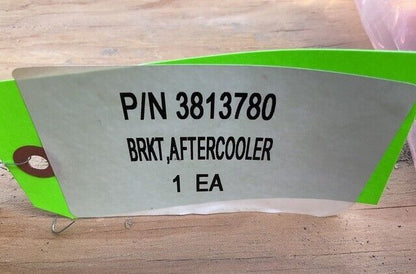 P/N 3813780
BRKT,AFTERCOOLER
1 EA